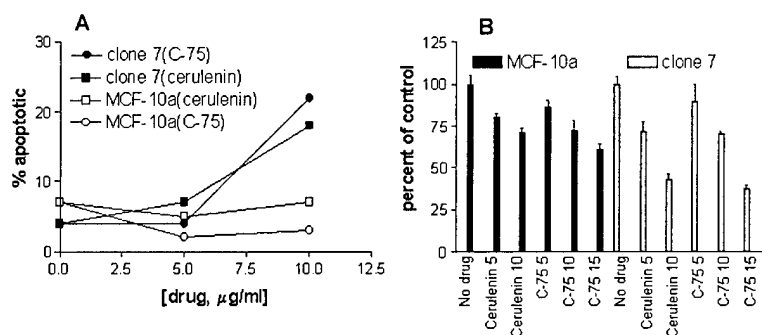 A
% apoptotic
30
20
10
0
clone 7(C-75)
clone 7(cerulenin)
MCF-10a(cerulenin)
MCF-10a(C-75)
0.0
2.5
5.0
7.5
10.0
12.5
[drug, μg/ml]
B
percent of control
125
100
75
50
25
0
MCF-10a
clone 7
No drug
Cerulenin 5
Cerulenin 10
C-75 5
C-75 10
C-75 15
No drug
Cerulenin 5
Cerulenin 10
C-75 5
C-75 10
C-75 15